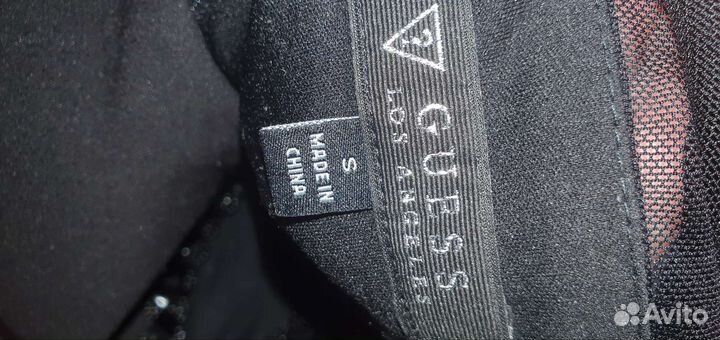 ?
GUESS
LOS ANGELES
S
MADE IN
CHINA
Avito